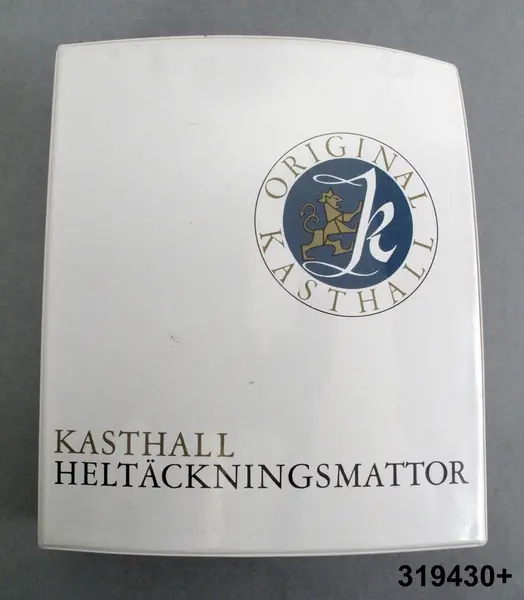 ORIGINAL
k
KASTHALL
KASTHALL
HELTÄCKNINGSMATTOR
319430+